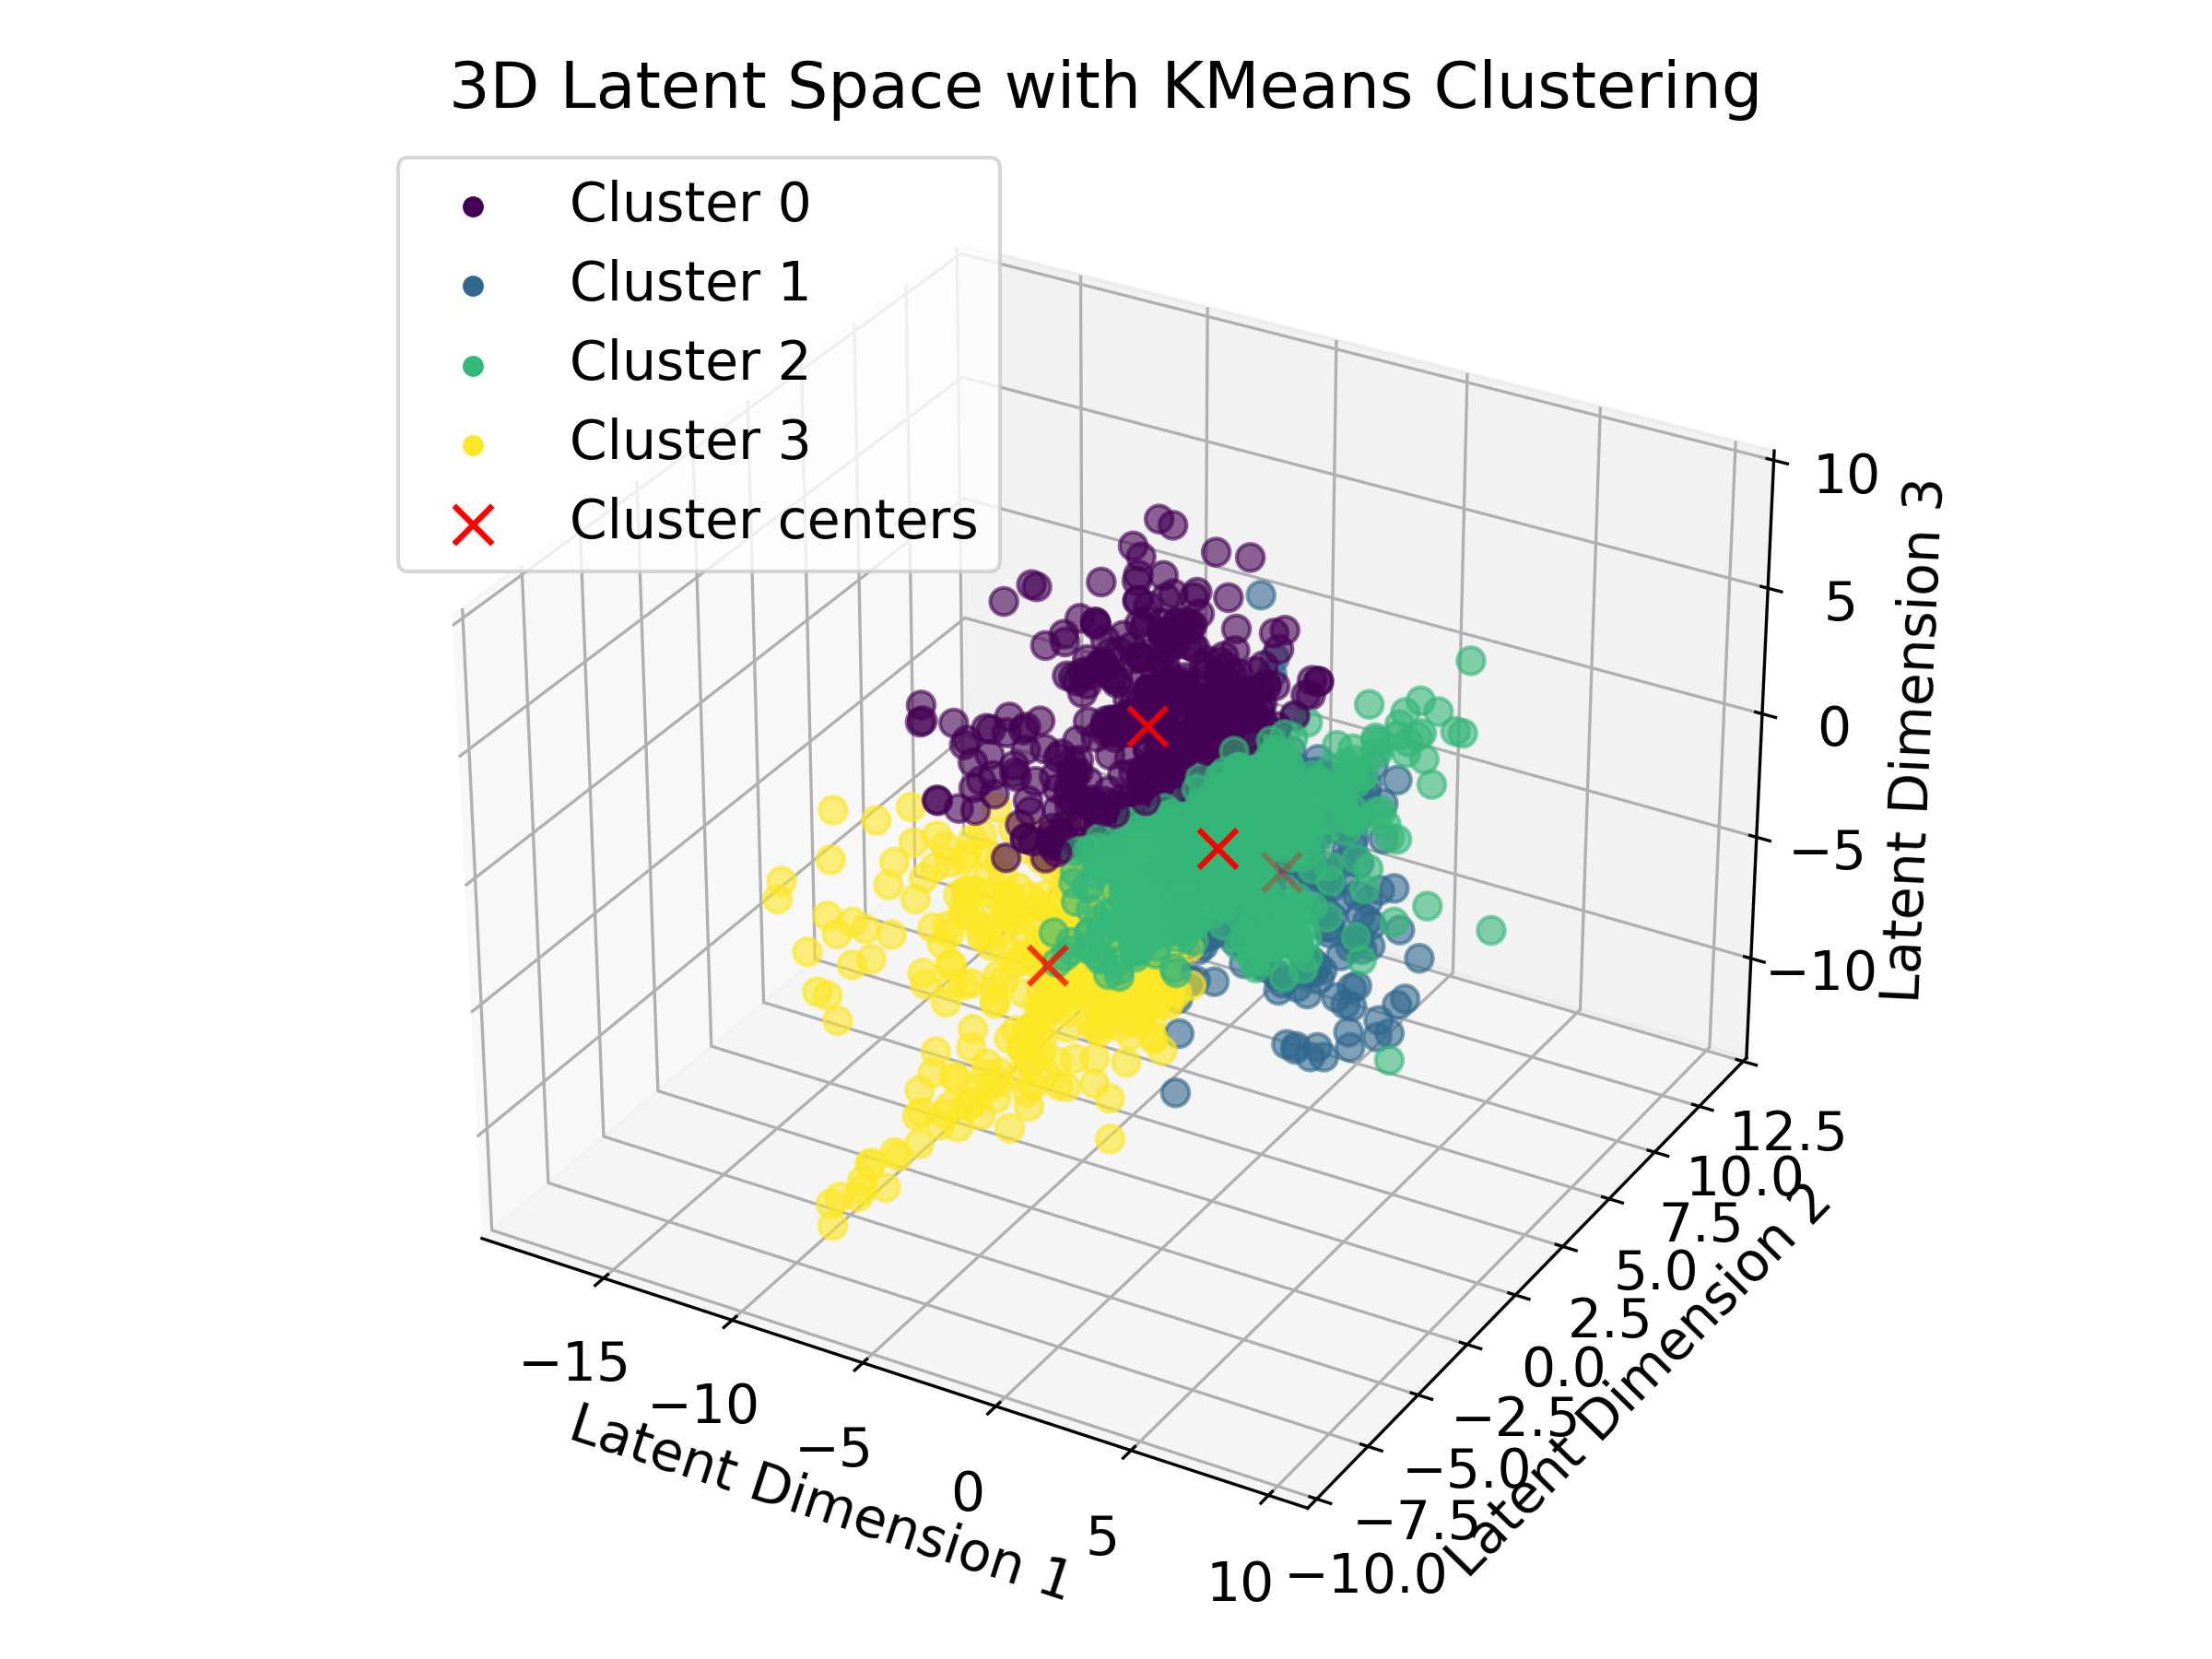 3D Latent Space with KMeans Clustering
Cluster 0
Cluster 1
Cluster 2
Cluster 3
Cluster centers
10
5
0
−5
−10
Latent Dimension 3
12.5
10.0
7.5
5.0
2.5
0.0
−2.5
−5.0
−7.5
−10.0
Latent Dimension 2
−15
−10
−5
0
5
10
Latent Dimension 1